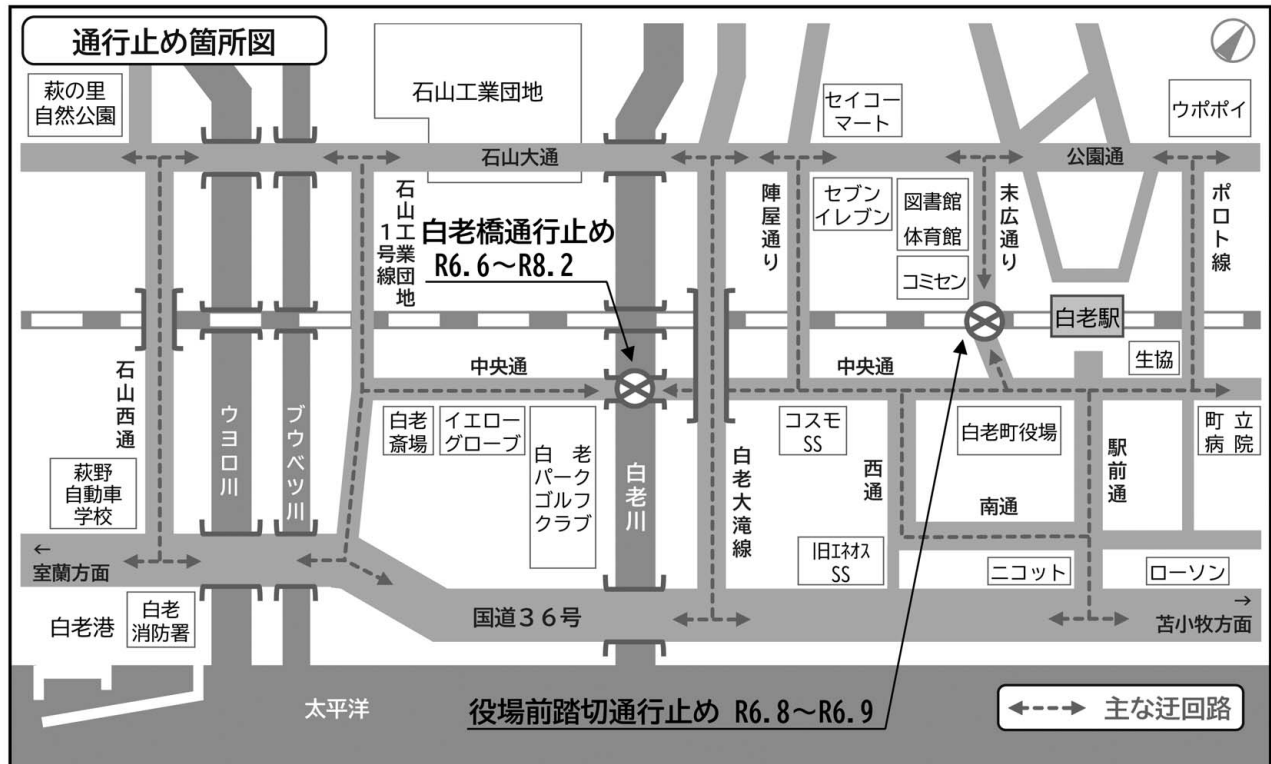 通行止め箇所図
萩の里
自然公園
石山工業団地
セイコー
マート
ウポポイ
石山大通
公園通
石山工業団地
1号線
陣屋通り
セブン
イレブン
図書館
体育館
コミセン
末広通り
ポロト線
白老橋通行止め
R6.6～R8.2
白老駅
生協
石山西通
中央通
中央通
ウヨロ川
ブウベツ川
白老
斎場
イエロー
グローブ
白老
パーク
ゴルフ
クラブ
白老川
白老大滝線
コスモ
SS
西通
白老町役場
駅前通
町立
病院
萩野
自動車
学校
南通
旧エネオス
SS
ニコット
ローソン
←
室蘭方面
国道36号
→
苫小牧方面
白老港
白老
消防署
太平洋
役場前踏切通行止め R6.8～R6.9
主な迂回路